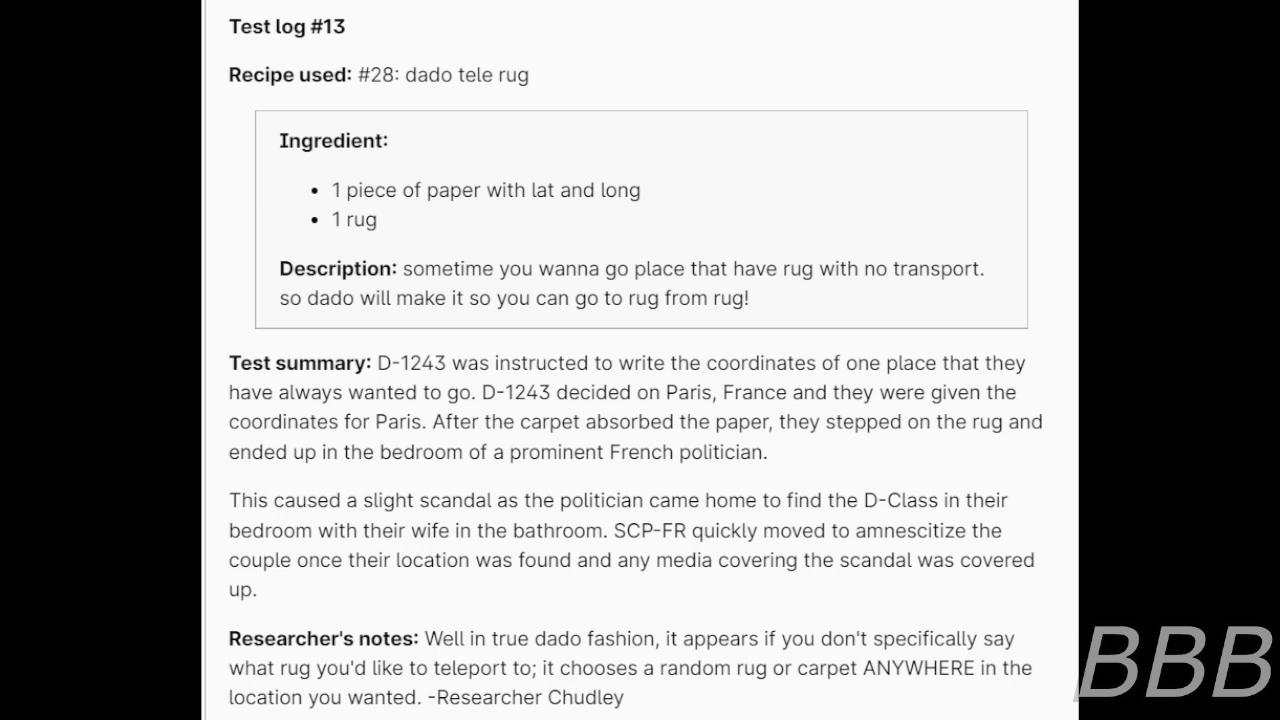 Test log #13
Recipe used: #28: dado tele rug
Ingredient:
• 1 piece of paper with lat and long
• 1 rug
Description: sometime you wanna go place that have rug with no transport.
so dado will make it so you can go to rug from rug!
Test summary: D-1243 was instructed to write the coordinates of one place that they
have always wanted to go. D-1243 decided on Paris, France and they were given the
coordinates for Paris. After the carpet absorbed the paper, they stepped on the rug and
ended up in the bedroom of a prominent French politician.
This caused a slight scandal as the politician came home to find the D-Class in their
bedroom with their wife in the bathroom. SCP-FR quickly moved to amnescitize the
couple once their location was found and any media covering the scandal was covered
up.
Researcher's notes: Well in true dado fashion, it appears if you don't specifically say
what rug you'd like to teleport to; it chooses a random rug or carpet ANYWHERE in the
location you wanted. -Researcher Chudley
BBB